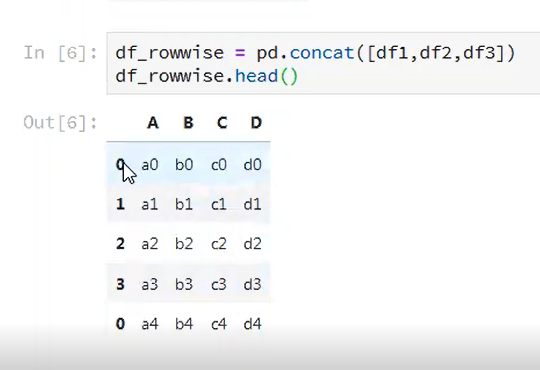 In [6]: df_rowwise = pd.concat([df1,df2,df3])
df_rowwise.head()
Out[6]: A B C D
0 a0 b0 c0 d0
1 a1 b1 c1 d1
2 a2 b2 c2 d2
3 a3 b3 c3 d3
0 a4 b4 c4 d4